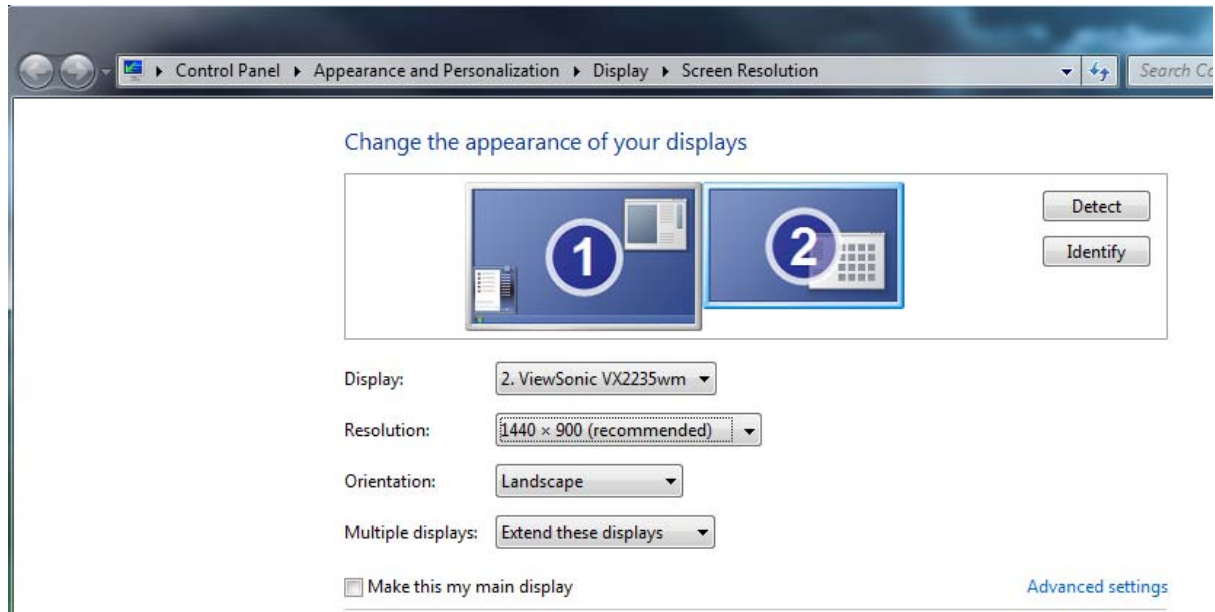 Control Panel Appearance and Personalization Display Screen Resolution Search Co
Change the appearance of your displays
1 2
Detect
Identify
Display: 2. ViewSonic VX2235wm
Resolution: 1440 × 900 (recommended)
Orientation: Landscape
Multiple displays: Extend these displays
Make this my main display Advanced settings